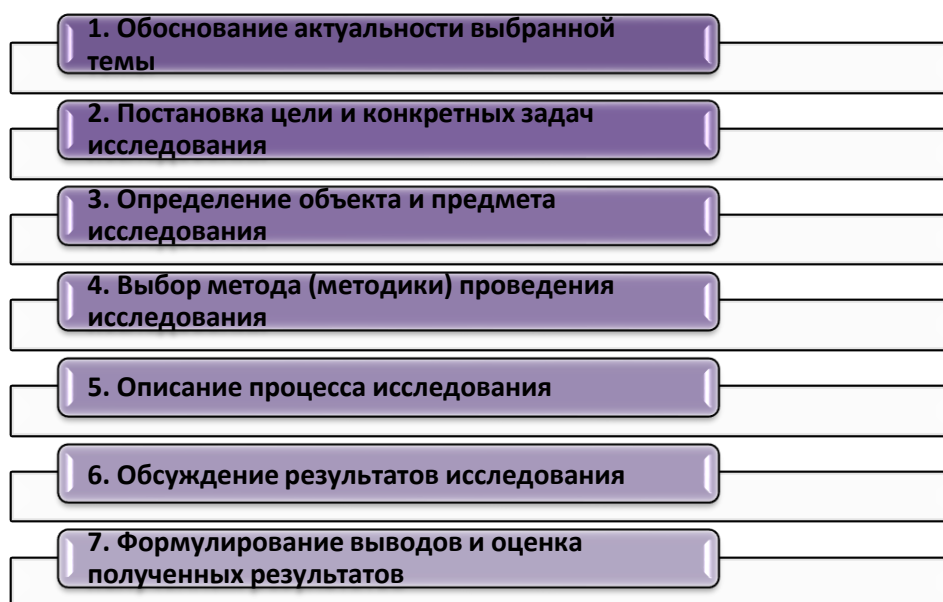 1. Обоснование актуальности выбранной
темы
2. Постановка цели и конкретных задач
исследования
3. Определение объекта и предмета
исследования
4. Выбор метода (методики) проведения
исследования
5. Описание процесса исследования
6. Обсуждение результатов исследования
7. Формулирование выводов и оценка
полученных результатов